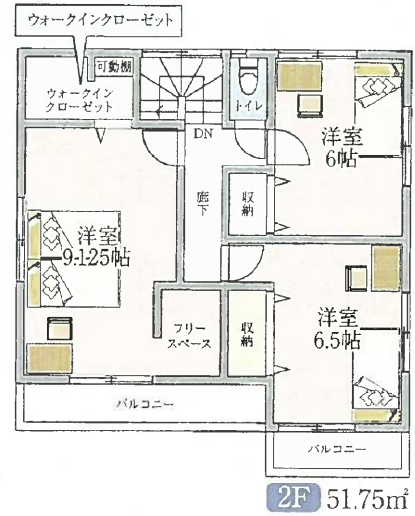 ウォークインクローゼット
可動棚
ウォークイン
クローゼット
トイレ
洋室
6帖
DN
廊下
収納
洋室
9.125帖
洋室
6.5帖
フリー
スペース
収納
バルコニー
バルコニー
2F 51.75㎡